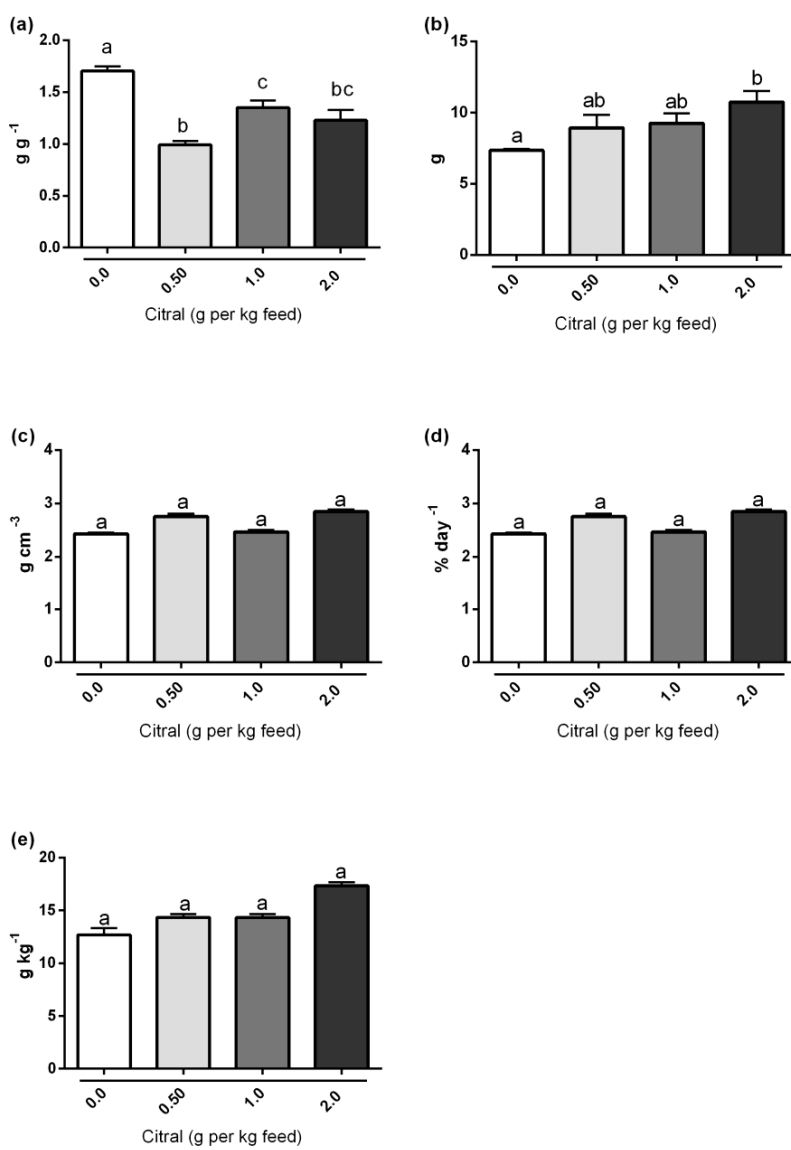 (a)
g g -1
2.0
1.5
1.0
0.5
0.0
a
b
c
bc
0.0 0.50 1.0 2.0
Citral (g per kg feed)
(b)
g
15
10
5
0
a
ab
ab
b
0.0 0.50 1.0 2.0
Citral (g per kg feed)
(c)
g cm -3
4
3
2
1
0
a
a
a
a
0.0 0.50 1.0 2.0
Citral (g per kg feed)
(d)
% day -1
4
3
2
1
0
a
a
a
a
0.0 0.50 1.0 2.0
Citral (g per kg feed)
(e)
g kg-1
20
15
10
5
0
a
a
a
a
0.0 0.50 1.0 2.0
Citral (g per kg feed)